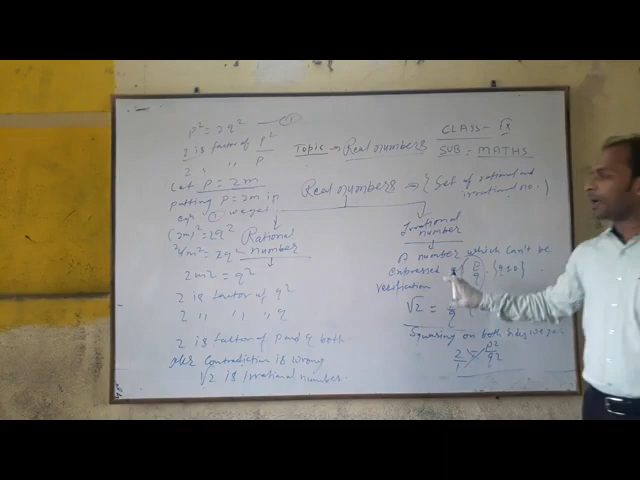 CLASS - IX
SUB: MATHS
Topic → Real numbers
Real numbers → { Set of rational and irrational no. }
Rational number
Irrational number
A number which can't be
expressed
p/q { q≠0 }
verification
√2 =
Squaring on both sides we get
2/1 = p²/q²
p² = 2q² — ①
2 is factor of p²
2 " " p
Let p = 2m
putting p = 2m in
eqn ① we get
(2m)² = 2q²
4m² = 2q²
2m² = q²
2 is factor of q²
2 " " " q
2 is factor of p and q both
contradiction is wrong
√2 is irrational number.